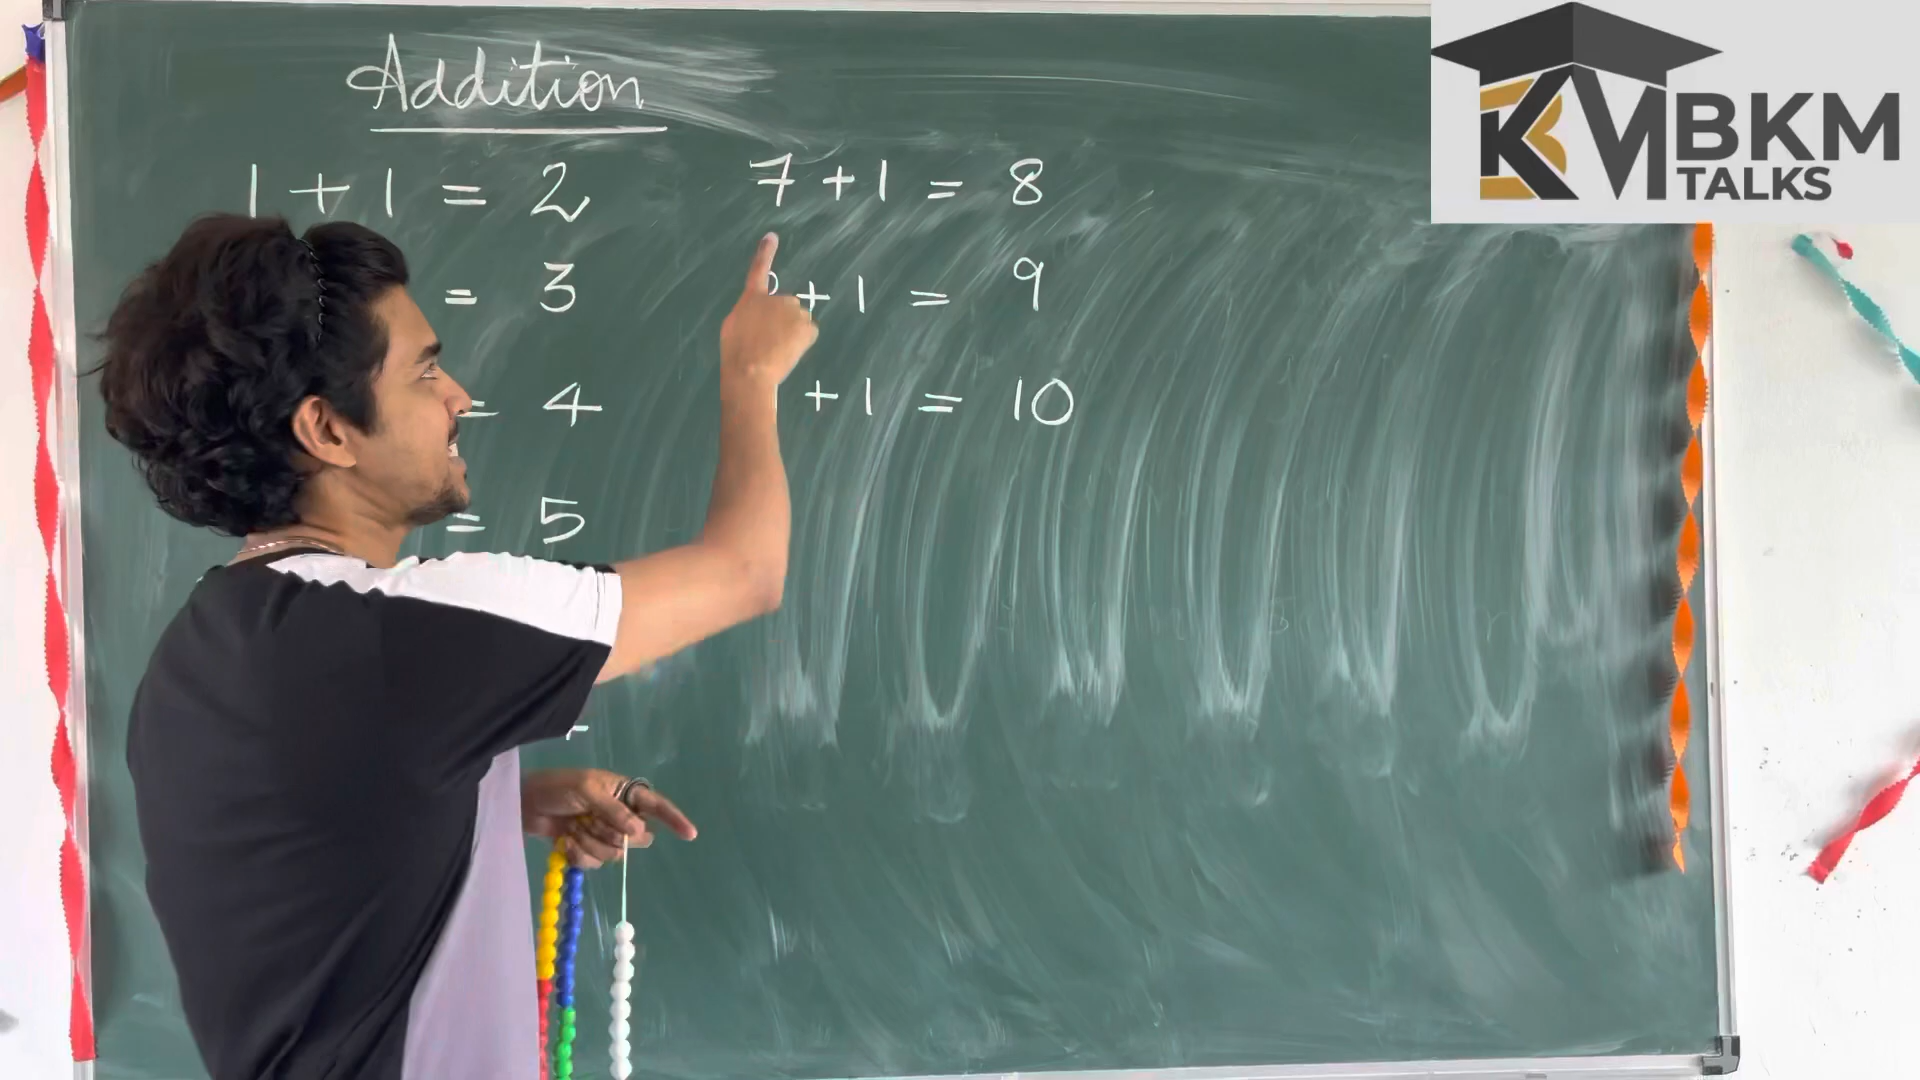 Addition
1 + 1 = 2
= 3
= 4
= 5
7 + 1 = 8
+ 1 = 9
+ 1 = 10
BKM
TALKS